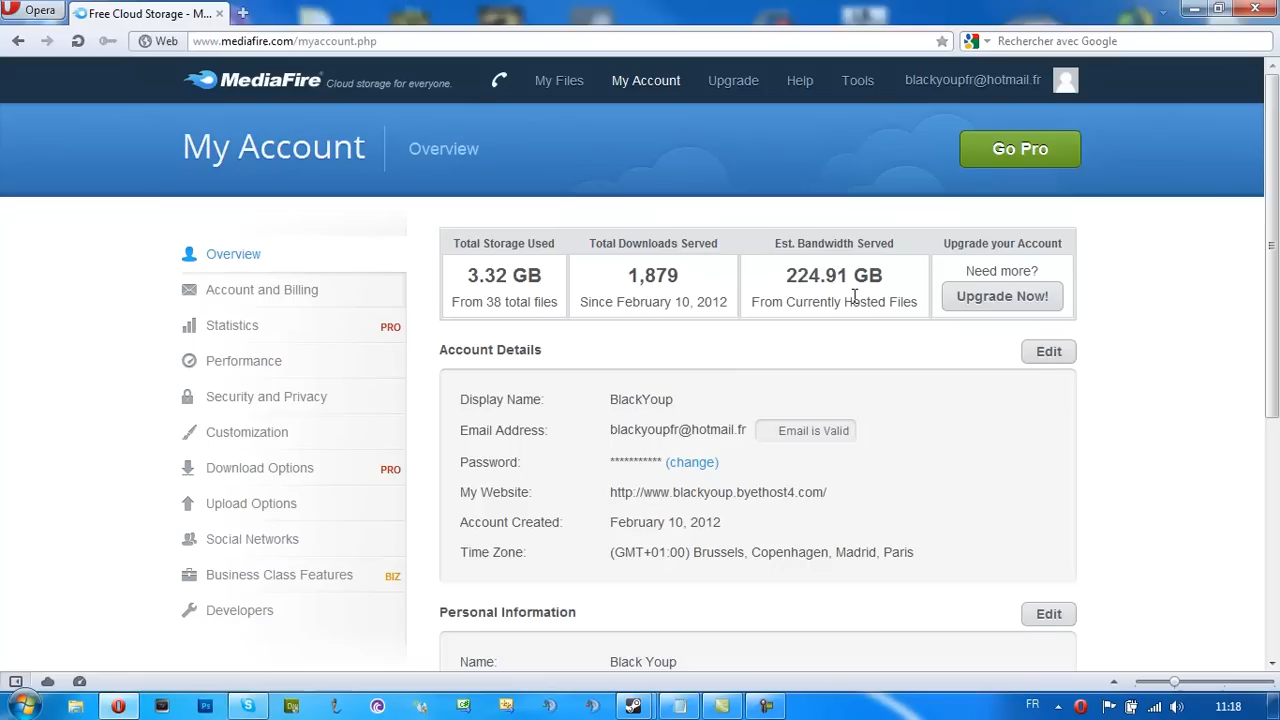 Opera
Free Cloud Storage - M...
Web
www.mediafire.com/myaccount.php
Rechercher avec Google
MediaFire
Cloud storage for everyone.
My Files
My Account
Upgrade
Help
Tools
blackyoupfr@hotmail.fr
My Account
Overview
Go Pro
Overview
Account and Billing
Statistics PRO
Performance
Security and Privacy
Customization
Download Options PRO
Upload Options
Social Networks
Business Class Features BIZ
Developers
Total Storage Used
3.32 GB
From 38 total files
Total Downloads Served
1,879
Since February 10, 2012
Est. Bandwidth Served
224.91 GB
From Currently Hosted Files
Upgrade your Account
Need more?
Upgrade Now!
Account Details
Edit
Display Name: BlackYoup
Email Address: blackyoupfr@hotmail.fr Email is Valid
Password: *********** (change)
My Website: http://www.blackyoup.byethost4.com/
Account Created: February 10, 2012
Time Zone: (GMT+01:00) Brussels, Copenhagen, Madrid, Paris
Personal Information
Edit
Name: Black Youp
FR
11:18